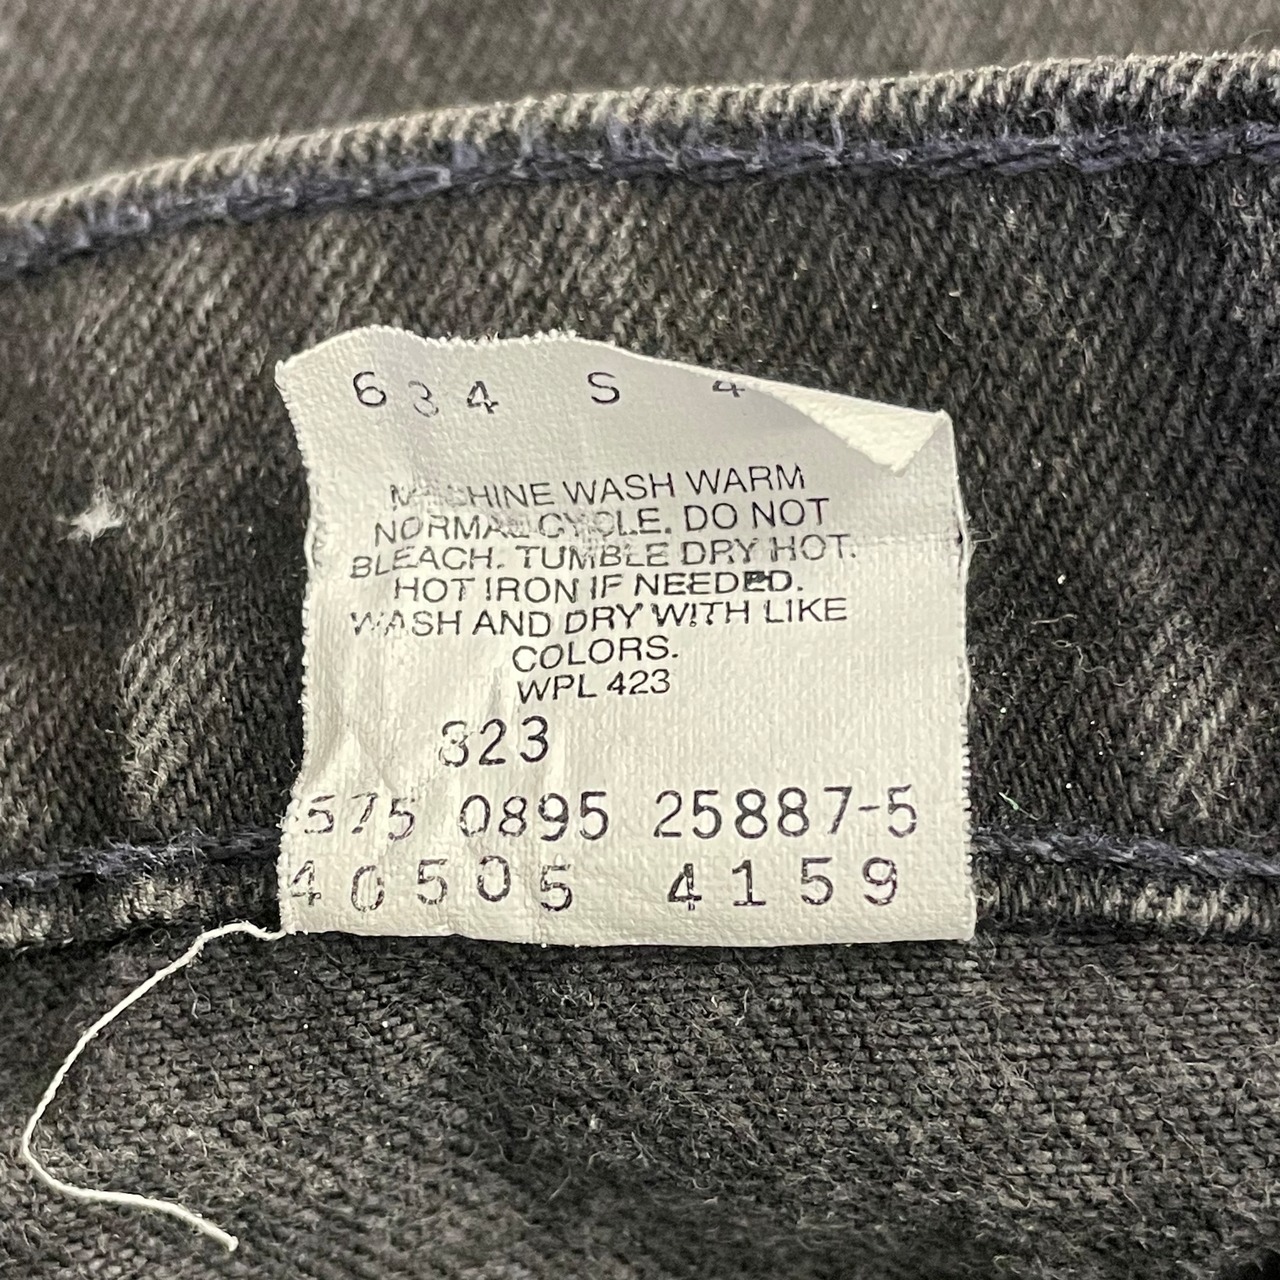 634 S 4
MACHINE WASH WARM
NORMAL CYCLE. DO NOT
BLEACH. TUMBLE DRY HOT.
HOT IRON IF NEEDED.
WASH AND DRY WITH LIKE
COLORS.
WPL 423
323
575 0895 25887-5
40505 4159